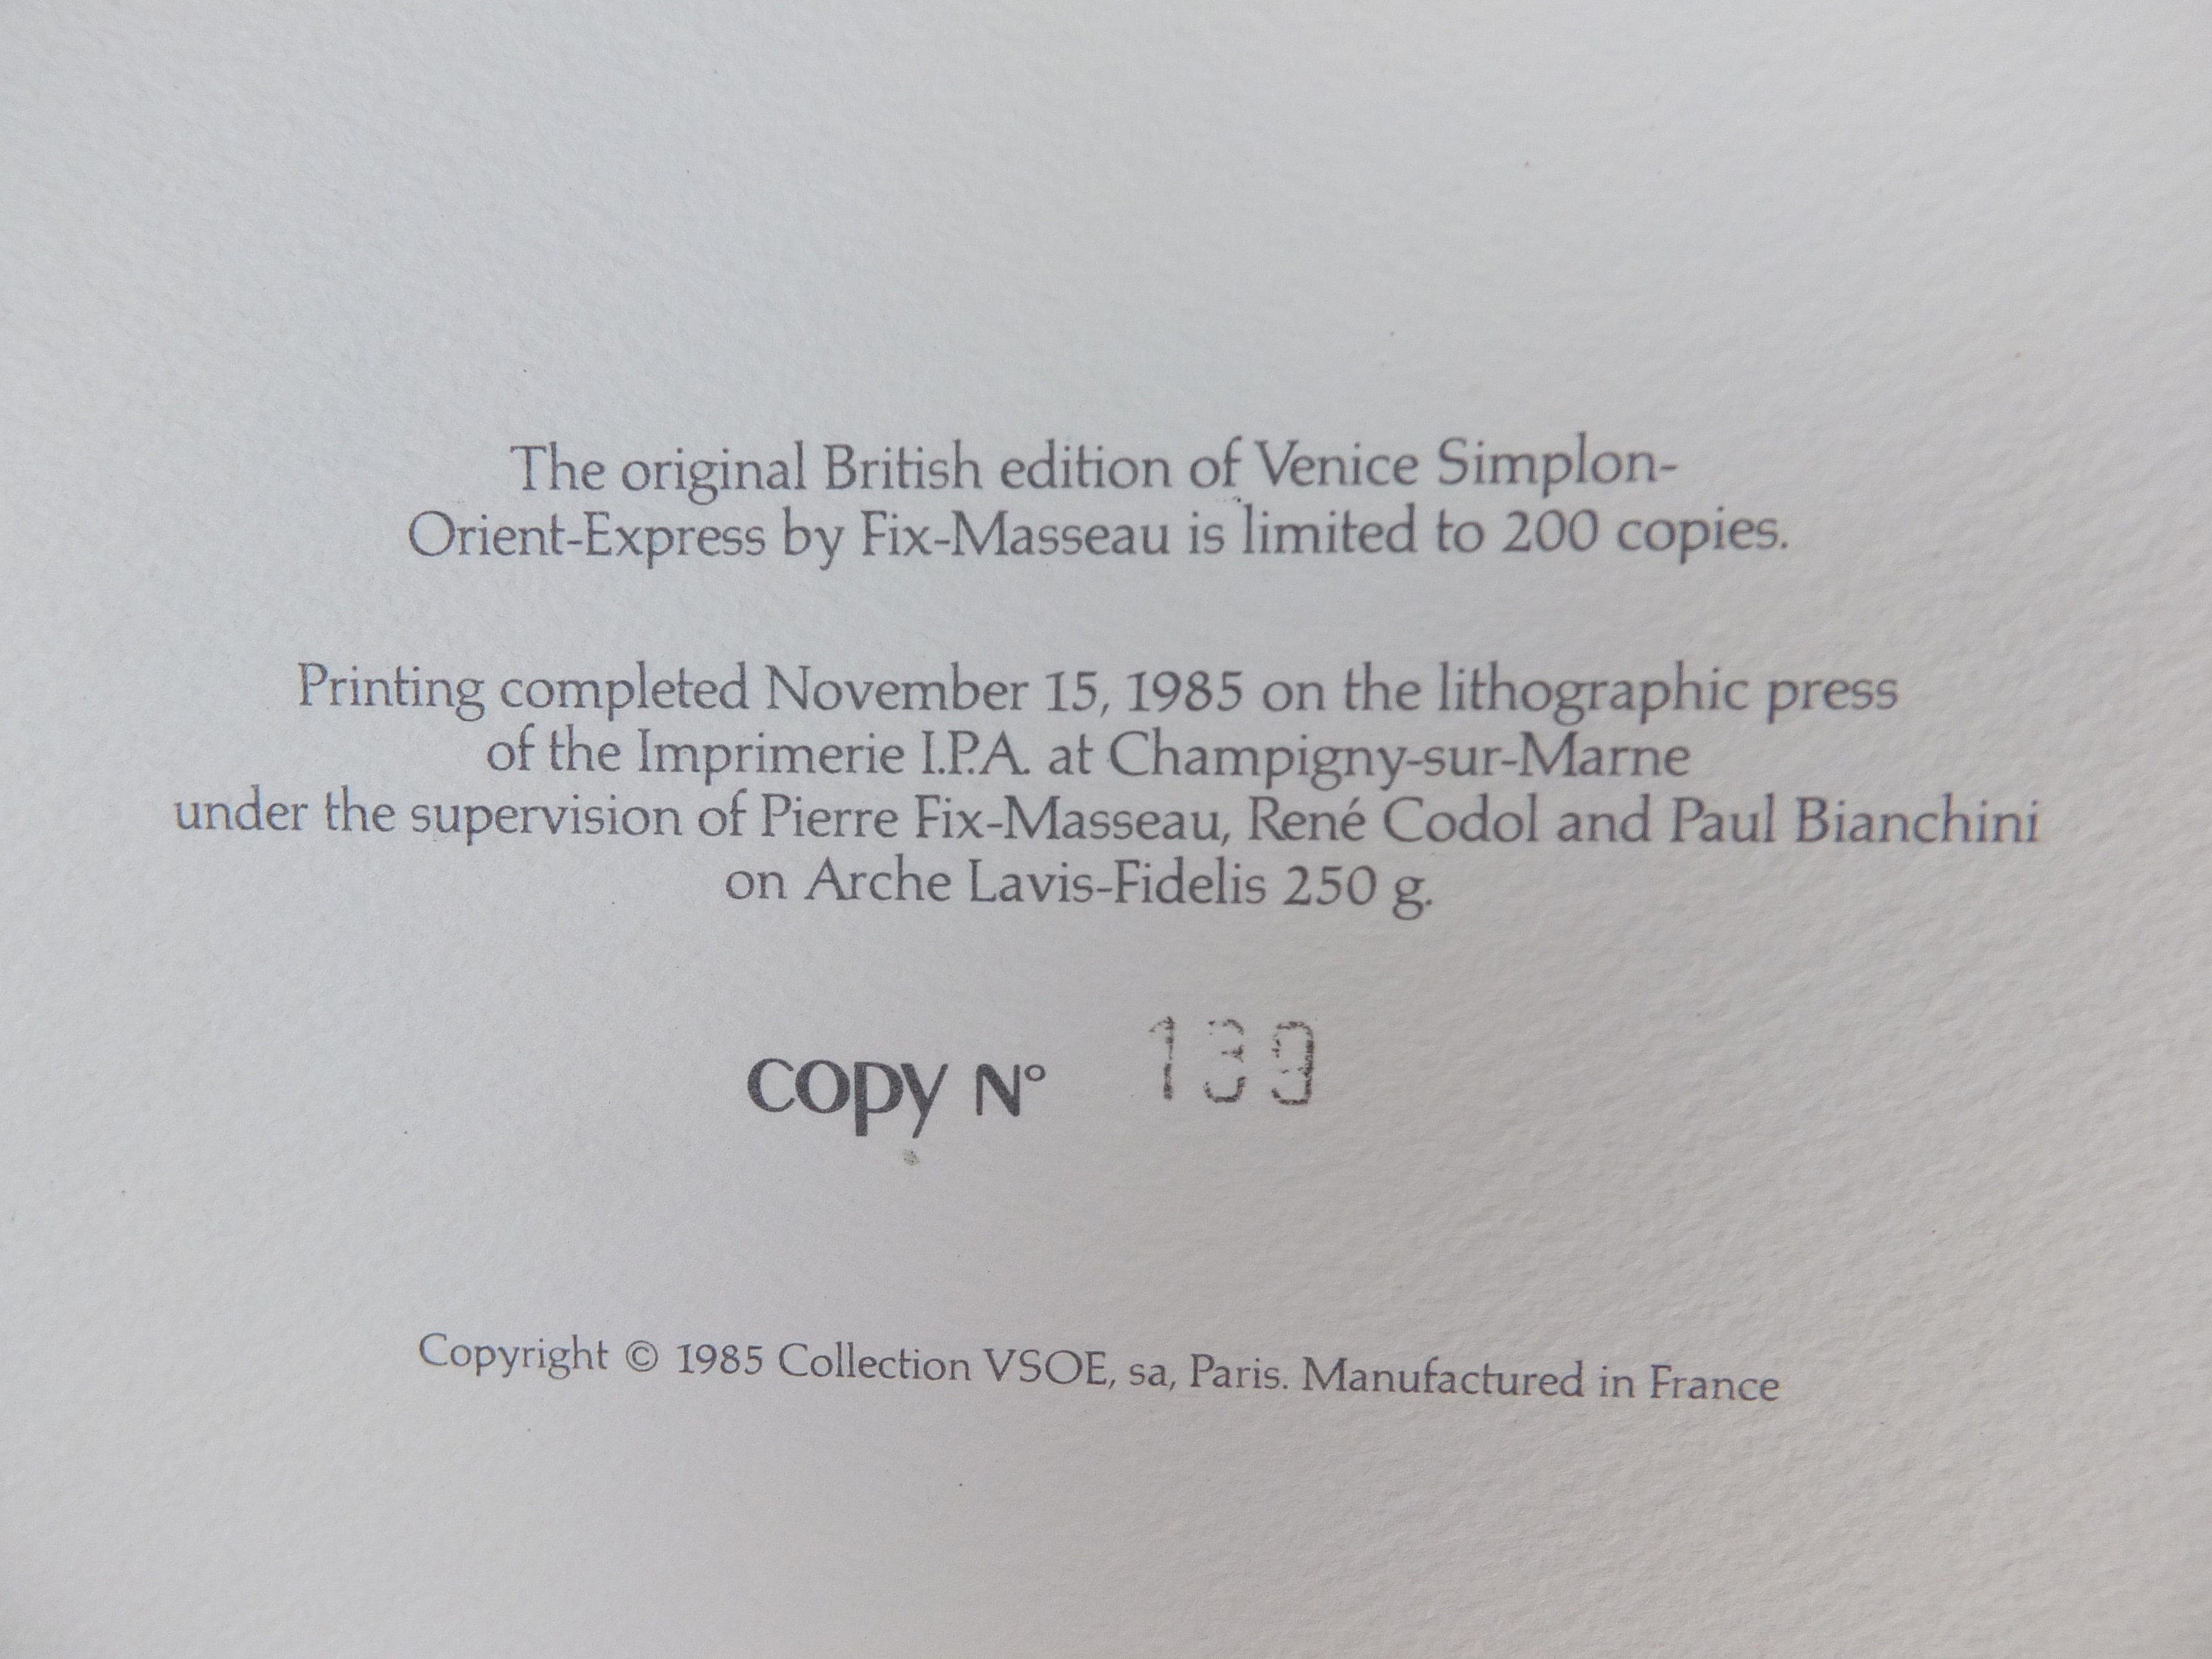 The original British edition of Venice Simplon-
Orient-Express by Fix-Masseau is limited to 200 copies.
Printing completed November 15, 1985 on the lithographic press
of the Imprimerie I.P.A. at Champigny-sur-Marne
under the supervision of Pierre Fix-Masseau, René Codol and Paul Bianchini
on Arche Lavis-Fidelis 250 g.
COPY N° 139
Copyright © 1985 Collection VSOE, sa, Paris. Manufactured in France